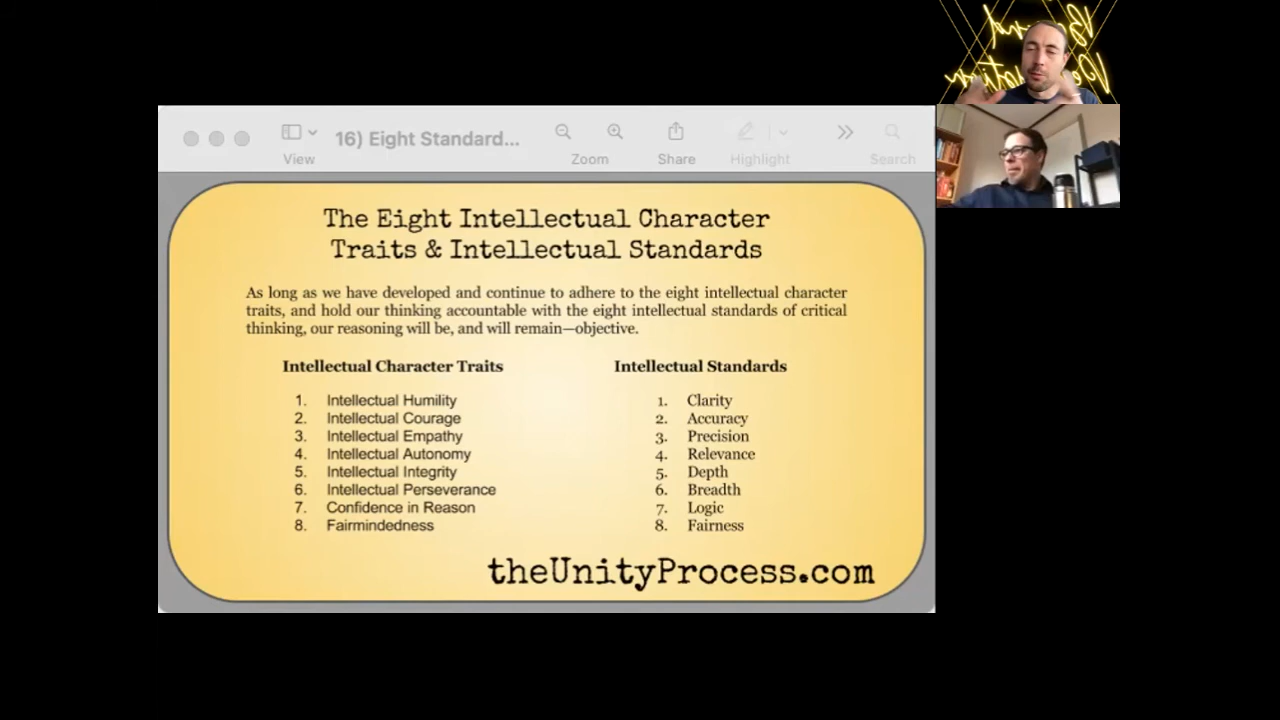 16) Eight Standard...
View
Zoom
Share
Highlight
Search
The Eight Intellectual Character
Traits & Intellectual Standards
As long as we have developed and continue to adhere to the eight intellectual character
traits, and hold our thinking accountable with the eight intellectual standards of critical
thinking, our reasoning will be, and will remain—objective.
Intellectual Character Traits
1. Intellectual Humility
2. Intellectual Courage
3. Intellectual Empathy
4. Intellectual Autonomy
5. Intellectual Integrity
6. Intellectual Perseverance
7. Confidence in Reason
8. Fairmindedness
Intellectual Standards
1. Clarity
2. Accuracy
3. Precision
4. Relevance
5. Depth
6. Breadth
7. Logic
8. Fairness
theUnityProcess.com